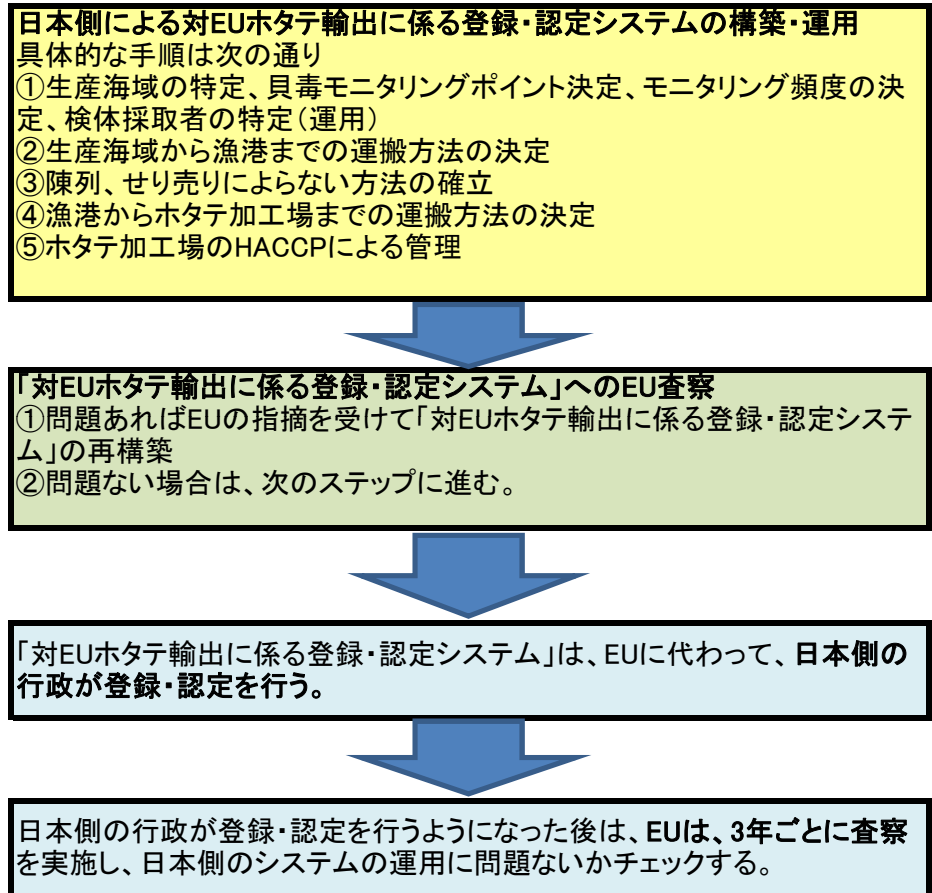 日本側による対EUホタテ輸出に係る登録・認定システムの構築・運用
具体的な手順は次の通り
①生産海域の特定、貝毒モニタリングポイント決定、モニタリング頻度の決
定、検体採取者の特定（運用）
②生産海域から漁港までの運搬方法の決定
③陳列、せり売りによらない方法の確立
④漁港からホタテ加工場までの運搬方法の決定
⑤ホタテ加工場のHACCPによる管理
「対EUホタテ輸出に係る登録・認定システム」へのEU査察
①問題あればEUの指摘を受けて「対EUホタテ輸出に係る登録・認定システ
ム」の再構築
②問題ない場合は、次のステップに進む。
「対EUホタテ輸出に係る登録・認定システム」は、EUに代わって、日本側の
行政が登録・認定を行う。
日本側の行政が登録・認定を行うようになった後は、EUは、3年ごとに査察
を実施し、日本側のシステムの運用に問題ないかチェックする。